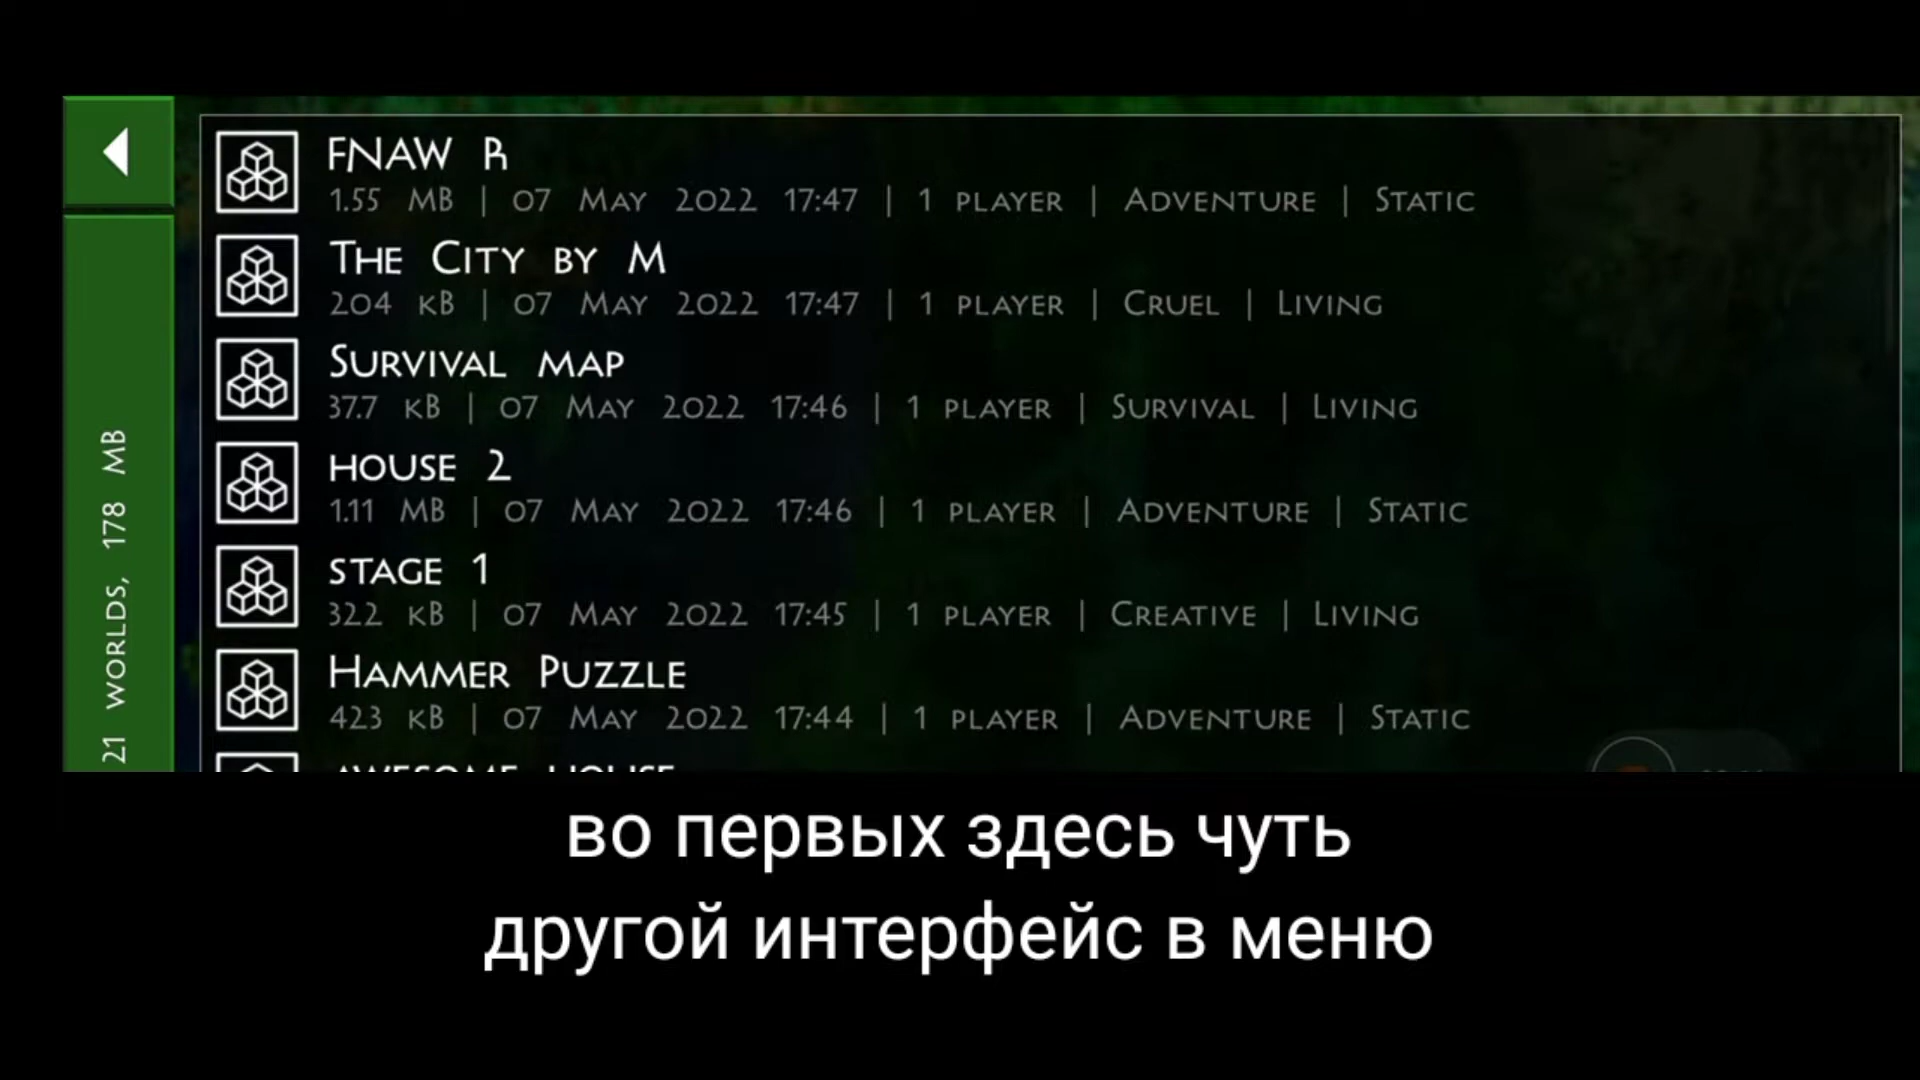 FNAW R
1.55 MB | 07 May 2022 17:47 | 1 player | Adventure | Static
The City by M
204 kB | 07 May 2022 17:47 | 1 player | Cruel | Living
Survival map
37.7 kB | 07 May 2022 17:46 | 1 player | Survival | Living
house 2
1.11 MB | 07 May 2022 17:46 | 1 player | Adventure | Static
stage 1
322 kB | 07 May 2022 17:45 | 1 player | Creative | Living
Hammer Puzzle
423 kB | 07 May 2022 17:44 | 1 player | Adventure | Static
awesome house
21 worlds, 178 MB
во первых здесь чуть
другой интерфейс в меню